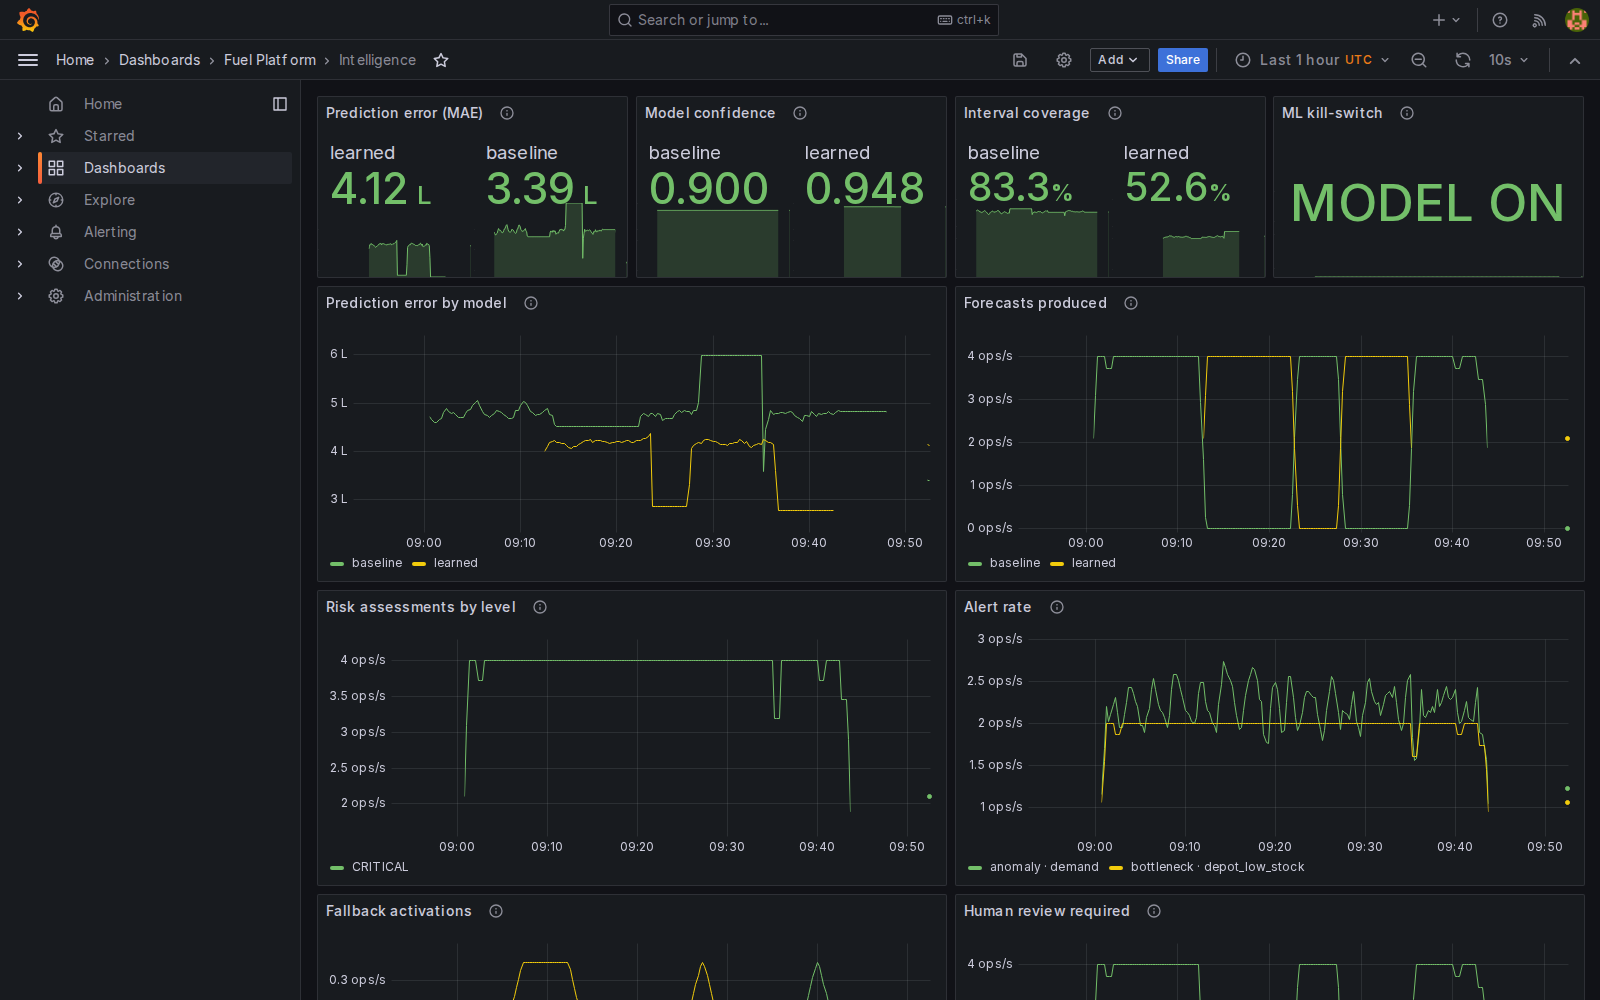 Search or jump to...
ctrl+k
Home › Dashboards › Fuel Platform › Intelligence
Add
Share
Last 1 hour UTC
10s
Home
Starred
Dashboards
Explore
Alerting
Connections
Administration
Prediction error (MAE)
learned
4.12 L
baseline
3.39 L
Model confidence
baseline
0.900
learned
0.948
Interval coverage
baseline
83.3%
learned
52.6%
ML kill-switch
MODEL ON
Prediction error by model
6 L
5 L
4 L
3 L
09:00 09:10 09:20 09:30 09:40 09:50
baseline learned
Forecasts produced
4 ops/s
3 ops/s
2 ops/s
1 ops/s
0 ops/s
09:00 09:10 09:20 09:30 09:40 09:50
baseline learned
Risk assessments by level
4 ops/s
3.5 ops/s
3 ops/s
2.5 ops/s
2 ops/s
09:00 09:10 09:20 09:30 09:40 09:50
CRITICAL
Alert rate
3 ops/s
2.5 ops/s
2 ops/s
1.5 ops/s
1 ops/s
09:00 09:10 09:20 09:30 09:40 09:50
anomaly · demand bottleneck · depot_low_stock
Fallback activations
0.3 ops/s
Human review required
4 ops/s